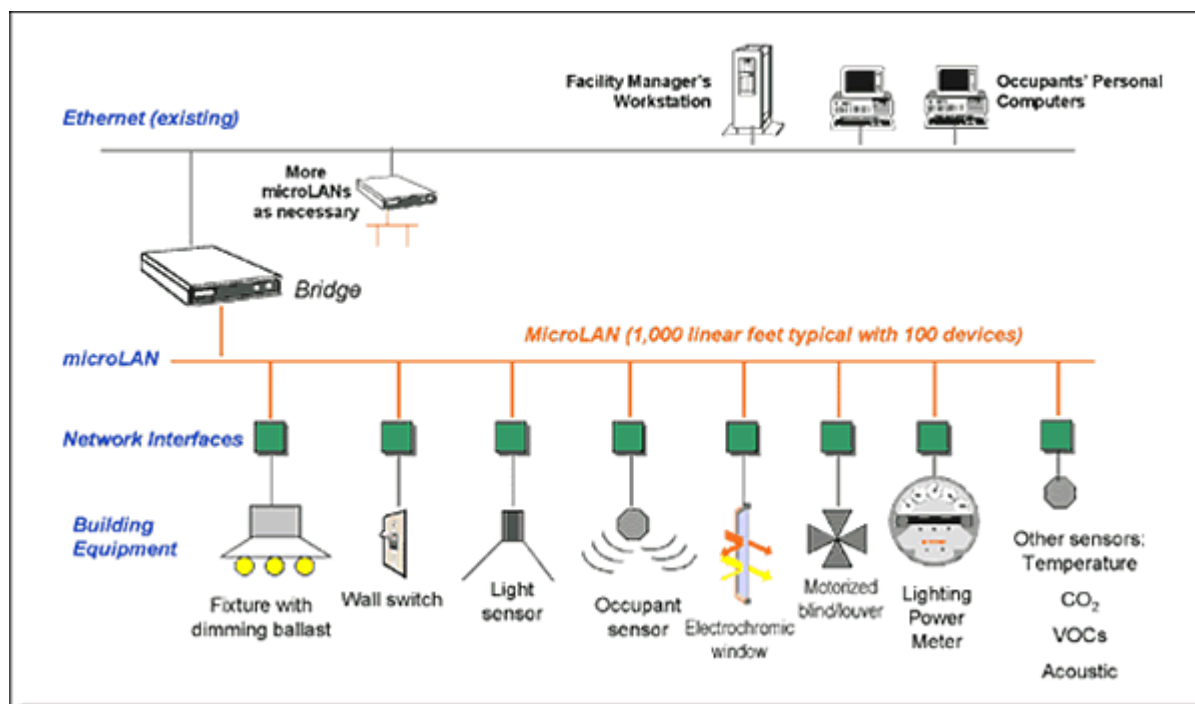 Facility Manager's
Workstation
Occupants' Personal
Computers
Ethernet (existing)
More
microLANs
as necessary
Bridge
MicroLAN (1,000 linear feet typical with 100 devices)
microLAN
Network Interfaces
Building
Equipment
Fixture with
dimming ballast
Wall switch
Light
sensor
Occupant
sensor
Electrochromic
window
Motorized
blind/louver
Lighting
Power
Meter
Other sensors:
Temperature
CO₂
VOCs
Acoustic